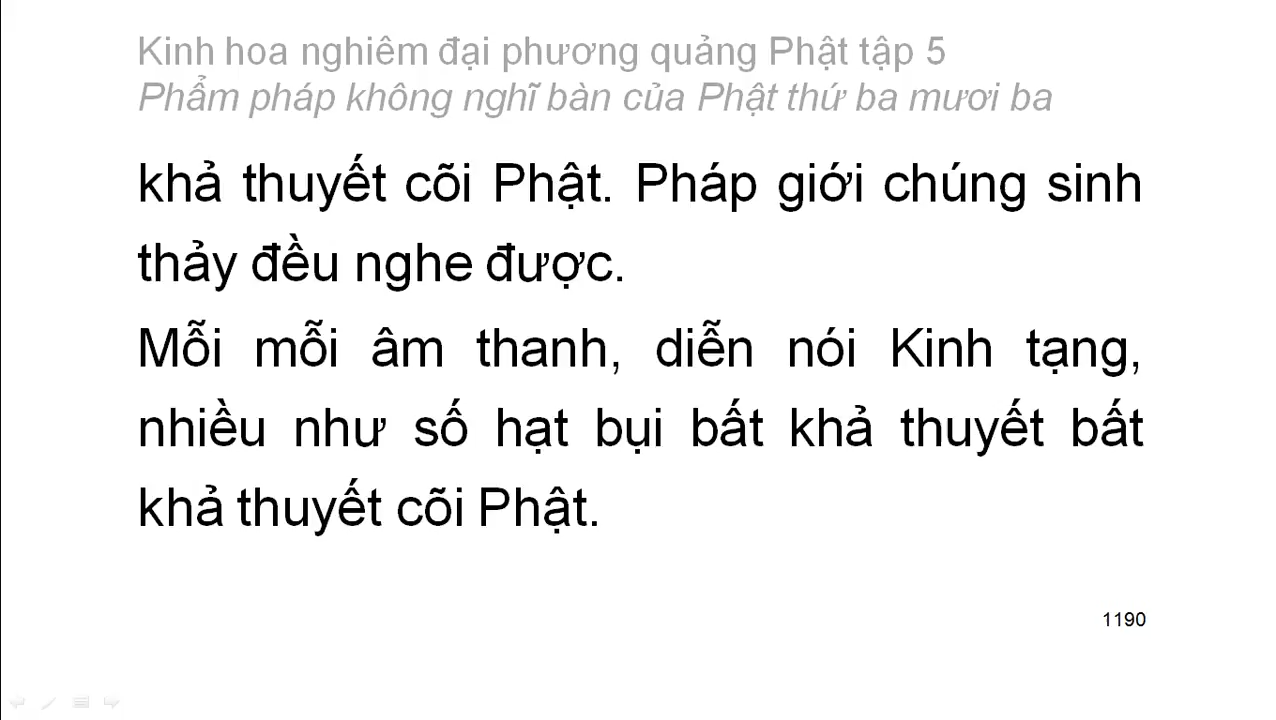 Kinh hoa nghiêm đại phương quảng Phật tập 5
Phẩm pháp không nghĩ bàn của Phật thứ ba mươi ba
khả thuyết cõi Phật. Pháp giới chúng sinh
thảy đều nghe được.
Mỗi mỗi âm thanh, diễn nói Kinh tạng,
nhiều như số hạt bụi bất khả thuyết bất
khả thuyết cõi Phật.
1190